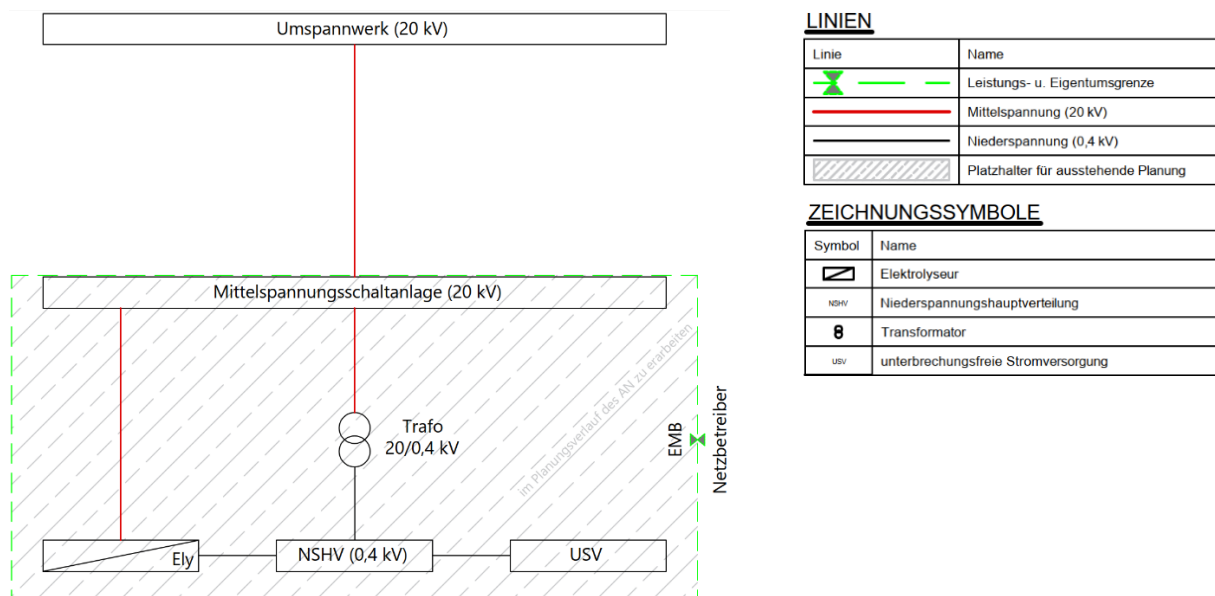 Umspannwerk (20 kV)
Mittelspannungsschaltanlage (20 kV)
im Planungsverlauf des AN zu erarbeiten
Trafo
20/0,4 kV
EMB
Netzbetreiber
Ely
NSHV (0,4 kV)
USV
LINIEN
Linie Name
Leistungs- u. Eigentumsgrenze
Mittelspannung (20 kV)
Niederspannung (0,4 kV)
Platzhalter für ausstehende Planung
ZEICHNUNGSSYMBOLE
Symbol Name
Elektrolyseur
NSHV Niederspannungshauptverteilung
Transformator
USV unterbrechungsfreie Stromversorgung